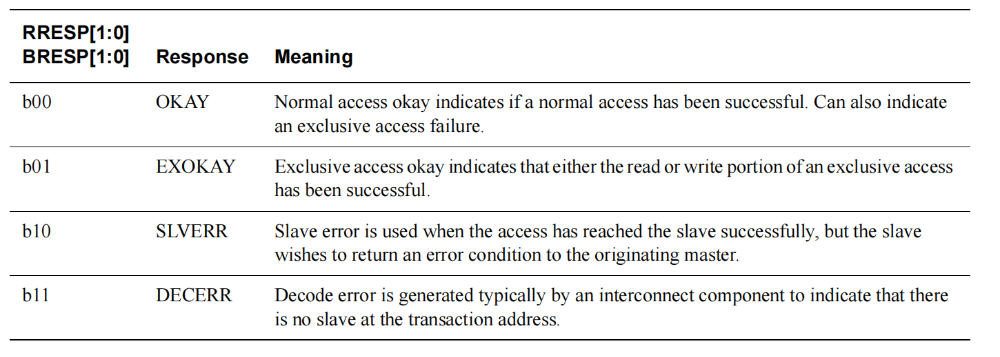 RRESP[1:0]
BRESP[1:0] Response Meaning
b00 OKAY Normal access okay indicates if a normal access has been successful. Can also indicate
an exclusive access failure.
b01 EXOKAY Exclusive access okay indicates that either the read or write portion of an exclusive access
has been successful.
b10 SLVERR Slave error is used when the access has reached the slave successfully, but the slave
wishes to return an error condition to the originating master.
b11 DECERR Decode error is generated typically by an interconnect component to indicate that there
is no slave at the transaction address.